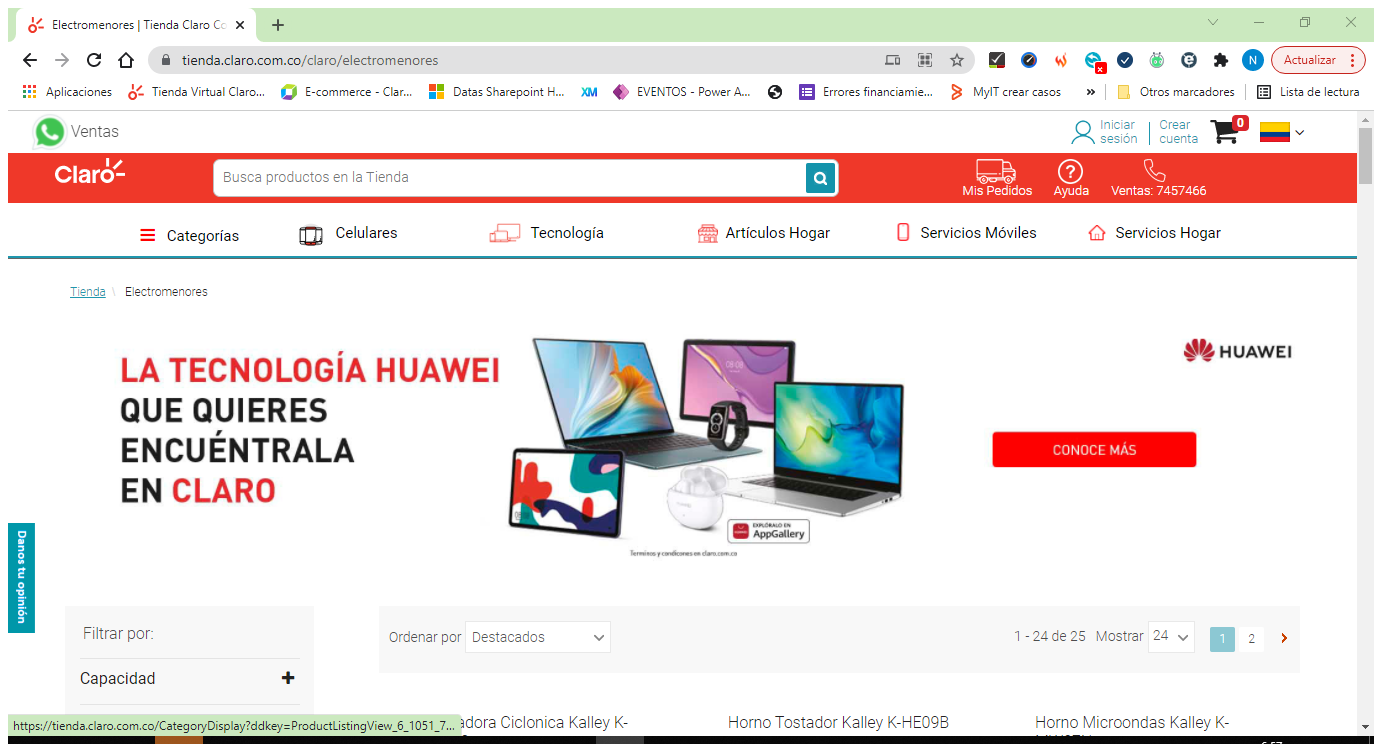 Electromenores | Tienda Claro Co
tienda.claro.com.co/claro/electromenores
N
Actualizar
Aplicaciones
Tienda Virtual Claro...
E-commerce - Clar...
Datas Sharepoint H...
XM
EVENTOS - Power A...
Errores financiamie...
MyIT crear casos
»
Otros marcadores
Lista de lectura
Ventas
Iniciar
sesión
Crear
cuenta
0
Claro
Busca productos en la Tienda
Mis Pedidos
Ayuda
Ventas: 7457466
Categorías
Celulares
Tecnología
Artículos Hogar
Servicios Móviles
Servicios Hogar
Tienda \ Electromenores
LA TECNOLOGÍA HUAWEI
QUE QUIERES
ENCUÉNTRALA
EN CLARO
08:08
EXPLÓRALO EN
AppGallery
Terminos y condicones en claro.com.co
HUAWEI
CONOCE MÁS
Danos tu opinión
Filtrar por:
Capacidad
Ordenar por
Destacados
1 - 24 de 25
Mostrar
24
1
2
adora Ciclonica Kalley K-
Horno Tostador Kalley K-HE09B
Horno Microondas Kalley K-
https://tienda.claro.com.co/CategoryDisplay?ddkey=ProductListingView_6_1051_7...